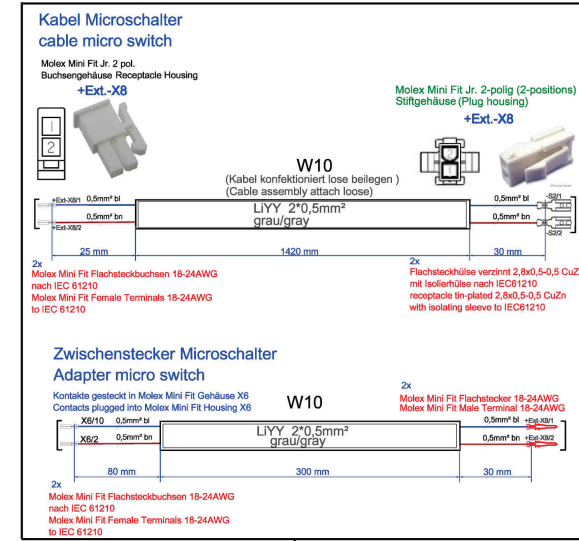 Kabel Microschalter
cable micro switch
Molex Mini Fit Jr. 2 pol.
Buchsengehäuse Receptacle Housing
+Ext.-X8
1
2
Molex Mini Fit Jr. 2-polig (2-positions)
Stiftgehäuse (Plug housing)
+Ext.-X8
W10
(Kabel konfektioniert lose beilegen )
(Cable assembly attach loose)
+Ext-X8/1 0,5mm² bl
LiYY 2*0,5mm²
grau/gray
0,5mm² bl -S2/1
+Ext-X8/2 0,5mm² bn
0,5mm² bn -S2/2
25 mm 1420 mm 30 mm
2x
Molex Mini Fit Flachsteckbuchsen 18-24AWG
nach IEC 61210
Molex Mini Fit Female Terminals 18-24AWG
to IEC 61210
2x
Flachsteckhülse verzinnt 2,8x0,5-0,5 CuZ
mit Isolierhülse nach IEC61210
receptacle tin-plated 2,8x0,5-0,5 CuZn
with isolating sleeve to IEC61210
Zwischenstecker Microschalter
Adapter micro switch
Kontakte gesteckt in Molex Mini Fit Gehäuse X6
Contacts plugged into Molex Mini Fit Housing X6
W10
2x
Molex Mini Fit Flachstecker 18-24AWG
Molex Mini Fit Male Terminal 18-24AWG
X6/10 0,5mm² bl
LiYY 2*0,5mm²
grau/gray
0,5mm² bl +Ext-X8/1
X6/2 0,5mm² bn
0,5mm² bn +Ext-X8/2
80 mm 300 mm 30 mm
2x
Molex Mini Fit Flachsteckbuchsen 18-24AWG
nach IEC 61210
Molex Mini Fit Female Terminals 18-24AWG
to IEC 61210